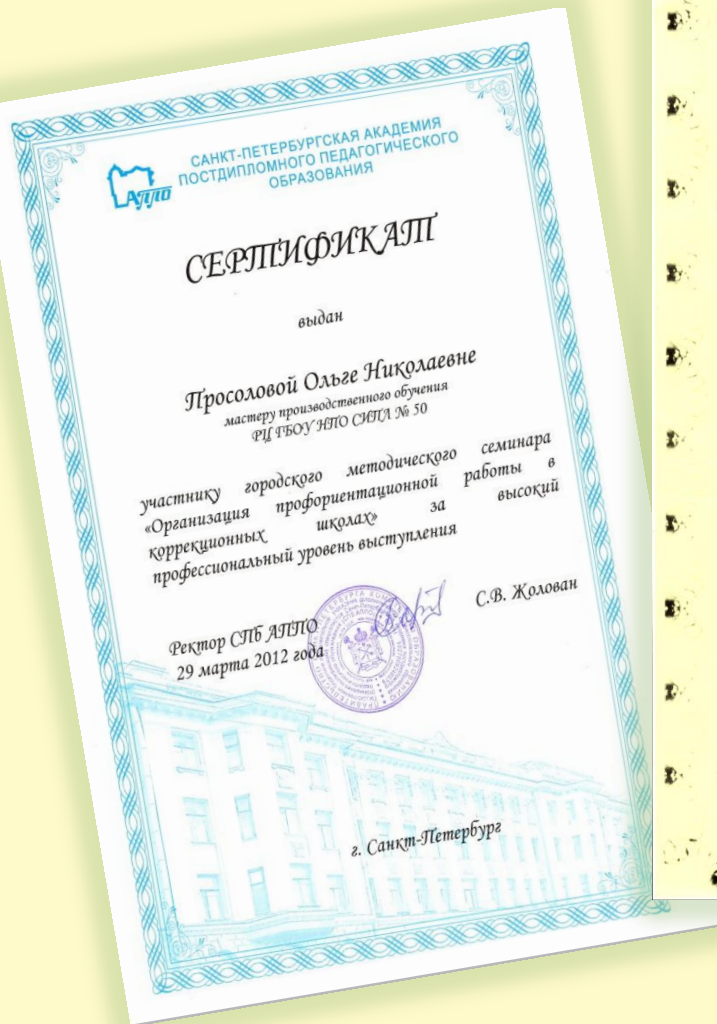 САНКТ-ПЕТЕРБУРГСКАЯ АКАДЕМИЯ
ПОСТДИПЛОМНОГО ПЕДАГОГИЧЕСКОГО
ОБРАЗОВАНИЯ
АППО
СЕРТИФИКАТ
выдан
Просоловой Ольге Николаевне
мастеру производственного обучения
РЦ ГБОУ НПО СИПЛ № 50
участнику городского методического семинара
«Организация профориентационной работы в
коррекционных школах» за высокий
профессиональный уровень выступления
Ректор СПб АППО
С.В. Жолован
29 марта 2012 года
г. Санкт-Петербург